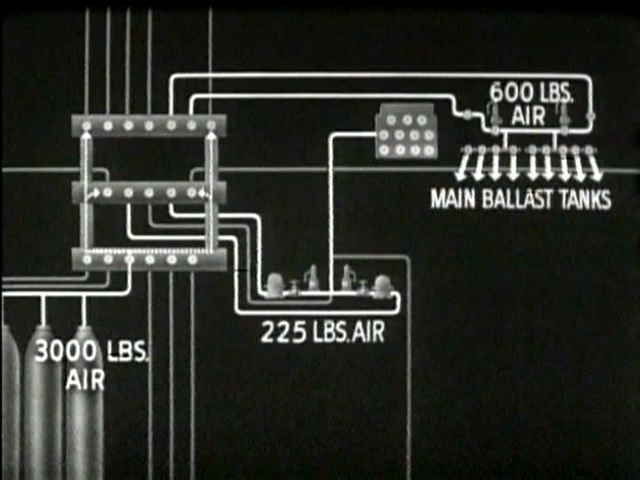 600 LBS.
AIR
MAIN BALLAST TANKS
225 LBS. AIR
3000 LBS.
AIR